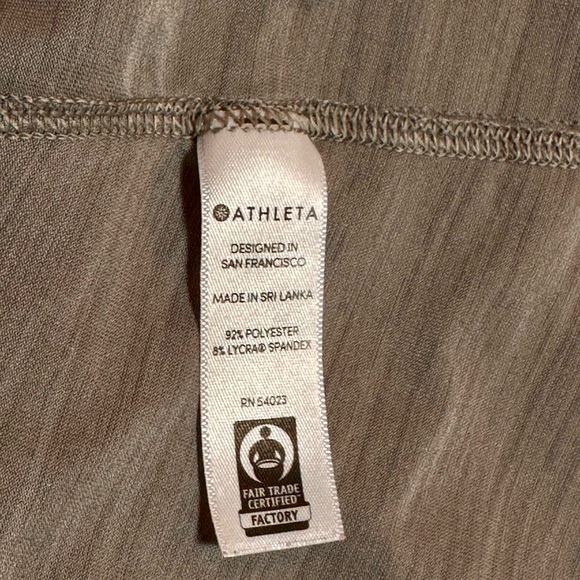 ATHLETA
DESIGNED IN
SAN FRANCISCO
MADE IN SRI LANKA
92% POLYESTER
8% LYCRA® SPANDEX
RN 54023
FAIR TRADE
CERTIFIED™
FACTORY